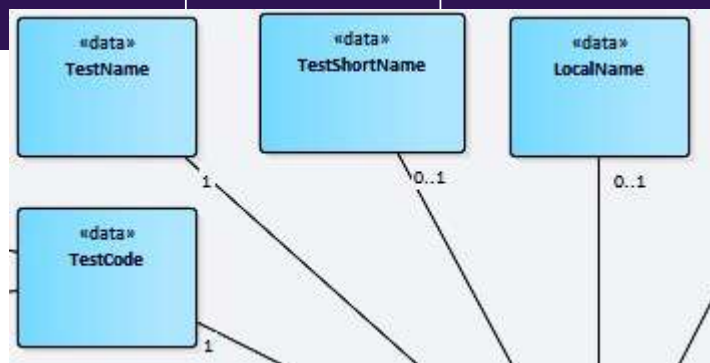 «data»
TestName
«data»
TestShortName
«data»
LocalName
1
0..1
0..1
«data»
TestCode
1